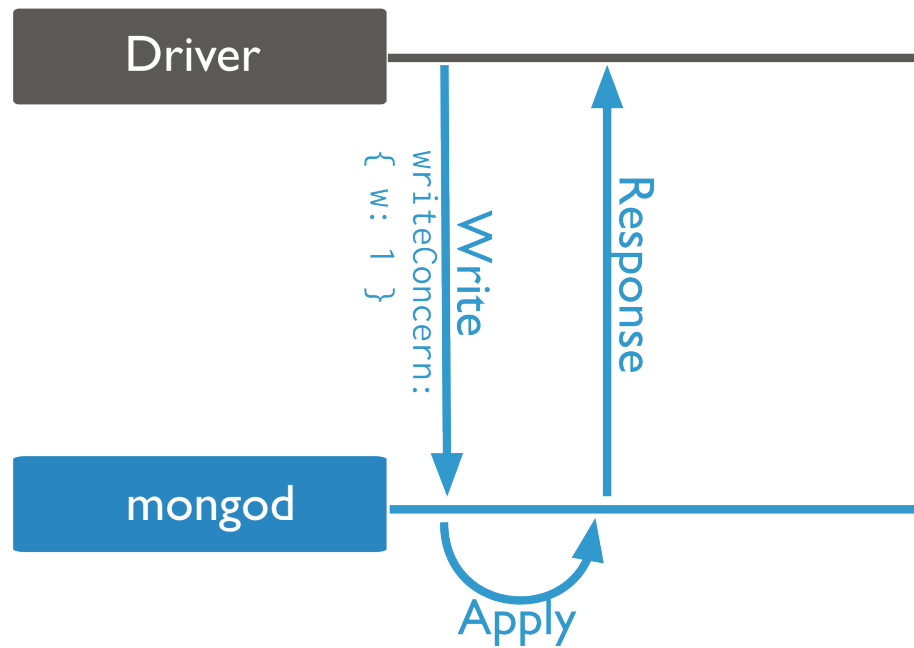 Driver
writeConcern:
{ w: 1 }
Write
Response
mongod
Apply